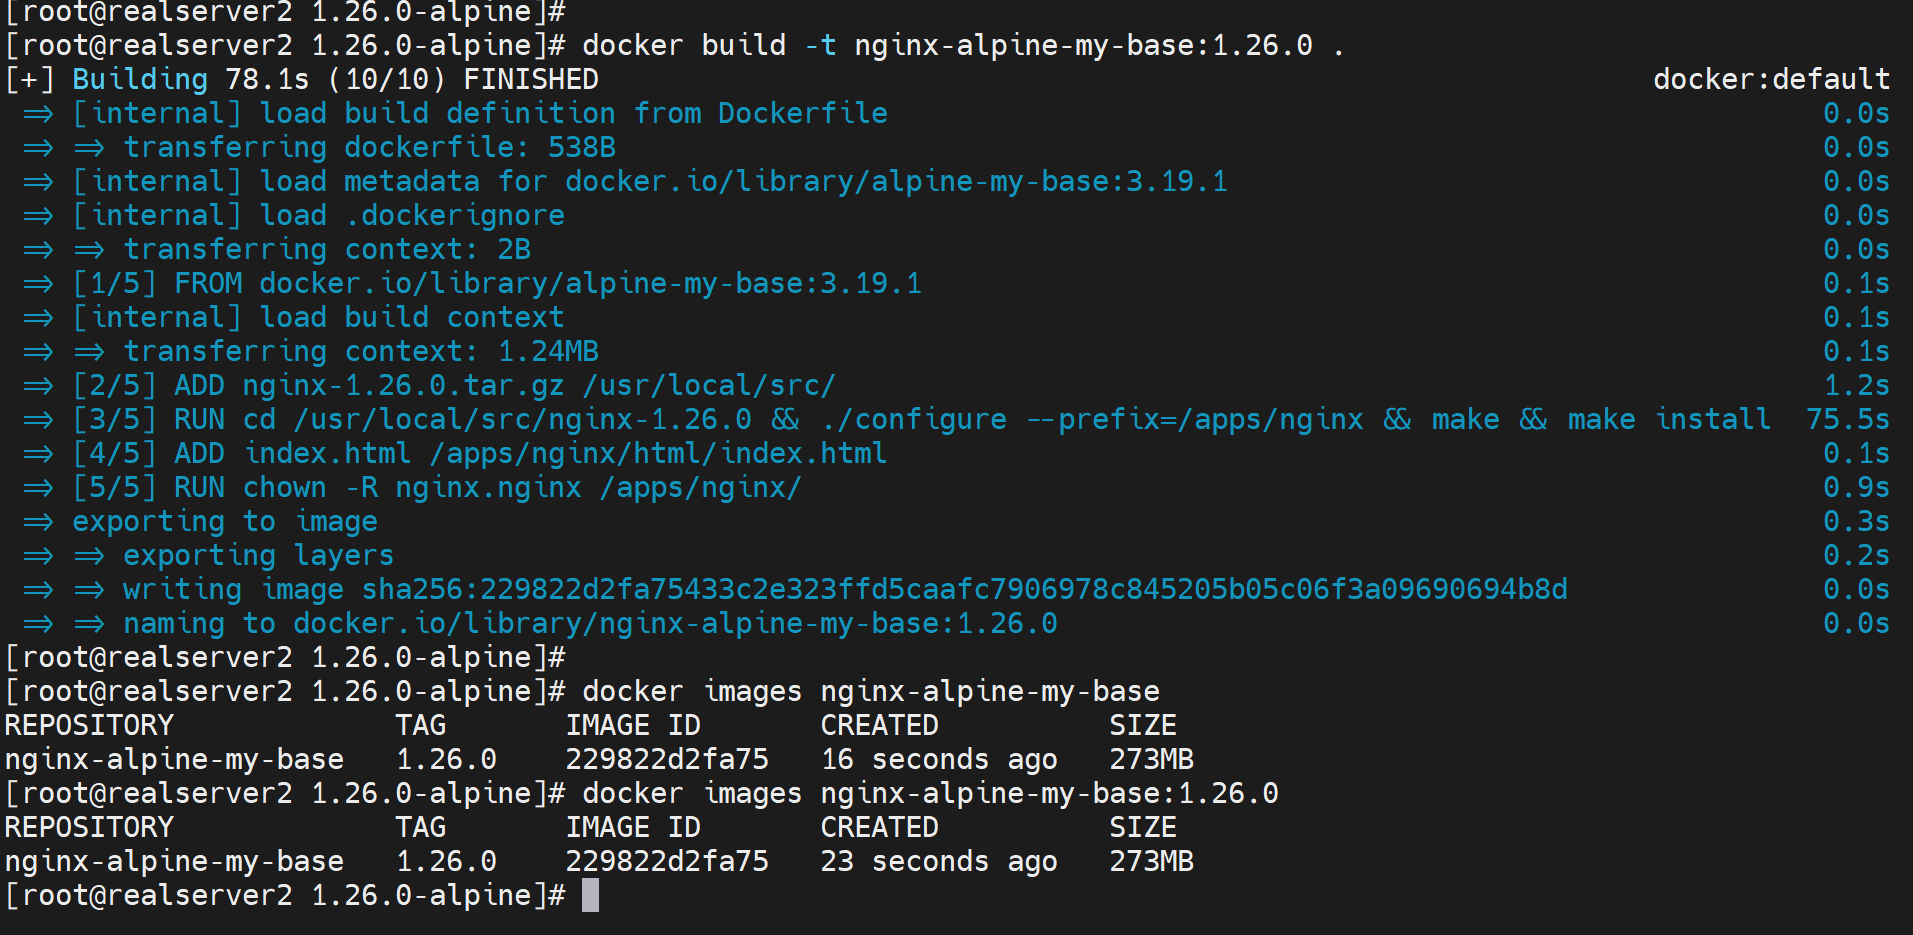 [root@realserver2 1.26.0-alpine]#
[root@realserver2 1.26.0-alpine]# docker build -t nginx-alpine-my-base:1.26.0 .
[+] Building 78.1s (10/10) FINISHED docker:default
=> [internal] load build definition from Dockerfile 0.0s
=> => transferring dockerfile: 538B 0.0s
=> [internal] load metadata for docker.io/library/alpine-my-base:3.19.1 0.0s
=> [internal] load .dockerignore 0.0s
=> => transferring context: 2B 0.0s
=> [1/5] FROM docker.io/library/alpine-my-base:3.19.1 0.1s
=> [internal] load build context 0.1s
=> => transferring context: 1.24MB 0.1s
=> [2/5] ADD nginx-1.26.0.tar.gz /usr/local/src/ 1.2s
=> [3/5] RUN cd /usr/local/src/nginx-1.26.0 && ./configure --prefix=/apps/nginx && make && make install 75.5s
=> [4/5] ADD index.html /apps/nginx/html/index.html 0.1s
=> [5/5] RUN chown -R nginx.nginx /apps/nginx/ 0.9s
=> exporting to image 0.3s
=> => exporting layers 0.2s
=> => writing image sha256:229822d2fa75433c2e323ffd5caafc7906978c845205b05c06f3a09690694b8d 0.0s
=> => naming to docker.io/library/nginx-alpine-my-base:1.26.0 0.0s
[root@realserver2 1.26.0-alpine]#
[root@realserver2 1.26.0-alpine]# docker images nginx-alpine-my-base
REPOSITORY TAG IMAGE ID CREATED SIZE
nginx-alpine-my-base 1.26.0 229822d2fa75 16 seconds ago 273MB
[root@realserver2 1.26.0-alpine]# docker images nginx-alpine-my-base:1.26.0
REPOSITORY TAG IMAGE ID CREATED SIZE
nginx-alpine-my-base 1.26.0 229822d2fa75 23 seconds ago 273MB
[root@realserver2 1.26.0-alpine]#